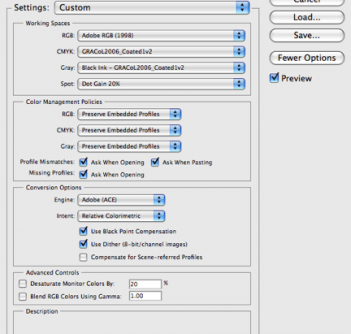 Settings: Custom
Cancel
Load...
Save...
Fewer Options
Preview
Working Spaces
RGB: Adobe RGB (1998)
CMYK: GRACoL2006_Coated1v2
Gray: Black Ink - GRACoL2006_Coated1v2
Spot: Dot Gain 20%
Color Management Policies
RGB: Preserve Embedded Profiles
CMYK: Preserve Embedded Profiles
Gray: Preserve Embedded Profiles
Profile Mismatches: Ask When Opening Ask When Pasting
Missing Profiles: Ask When Opening
Conversion Options
Engine: Adobe (ACE)
Intent: Relative Colorimetric
Use Black Point Compensation
Use Dither (8-bit/channel images)
Compensate for Scene-referred Profiles
Advanced Controls
Desaturate Monitor Colors By: 20 %
Blend RGB Colors Using Gamma: 1.00
Description